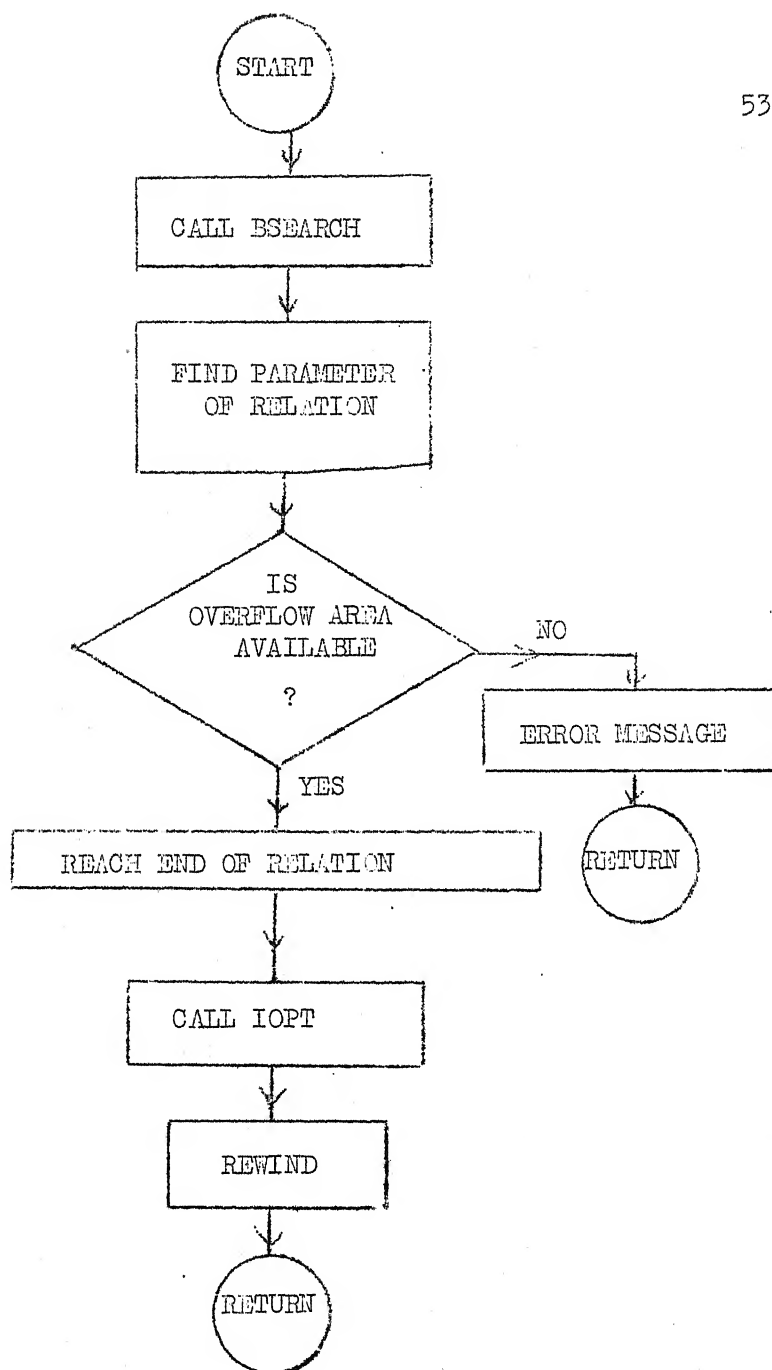 START
53
CALL BSEARCH
FIND PARAMETER
OF RELATION
IS
OVERFLOW AREA
AVAILABLE
?
NO
ERROR MESSAGE
RETURN
YES
REACH END OF RELATION
CALL IOPT
REWIND
RETURN